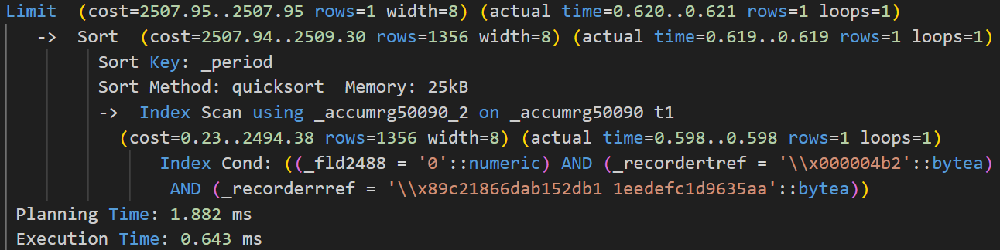 Limit (cost=2507.95..2507.95 rows=1 width=8) (actual time=0.620..0.621 rows=1 loops=1)
-> Sort (cost=2507.94..2509.30 rows=1356 width=8) (actual time=0.619..0.619 rows=1 loops=1)
Sort Key: _period
Sort Method: quicksort Memory: 25kB
-> Index Scan using _accumrg50090_2 on _accumrg50090 t1
(cost=0.23..2494.38 rows=1356 width=8) (actual time=0.598..0.598 rows=1 loops=1)
Index Cond: ((_fld2488 = '0'::numeric) AND (_recordertref = '\\x000004b2'::bytea)
AND (_recorderrref = '\\x89c21866dab152db1 1eedefc1d9635aa'::bytea))
Planning Time: 1.882 ms
Execution Time: 0.643 ms